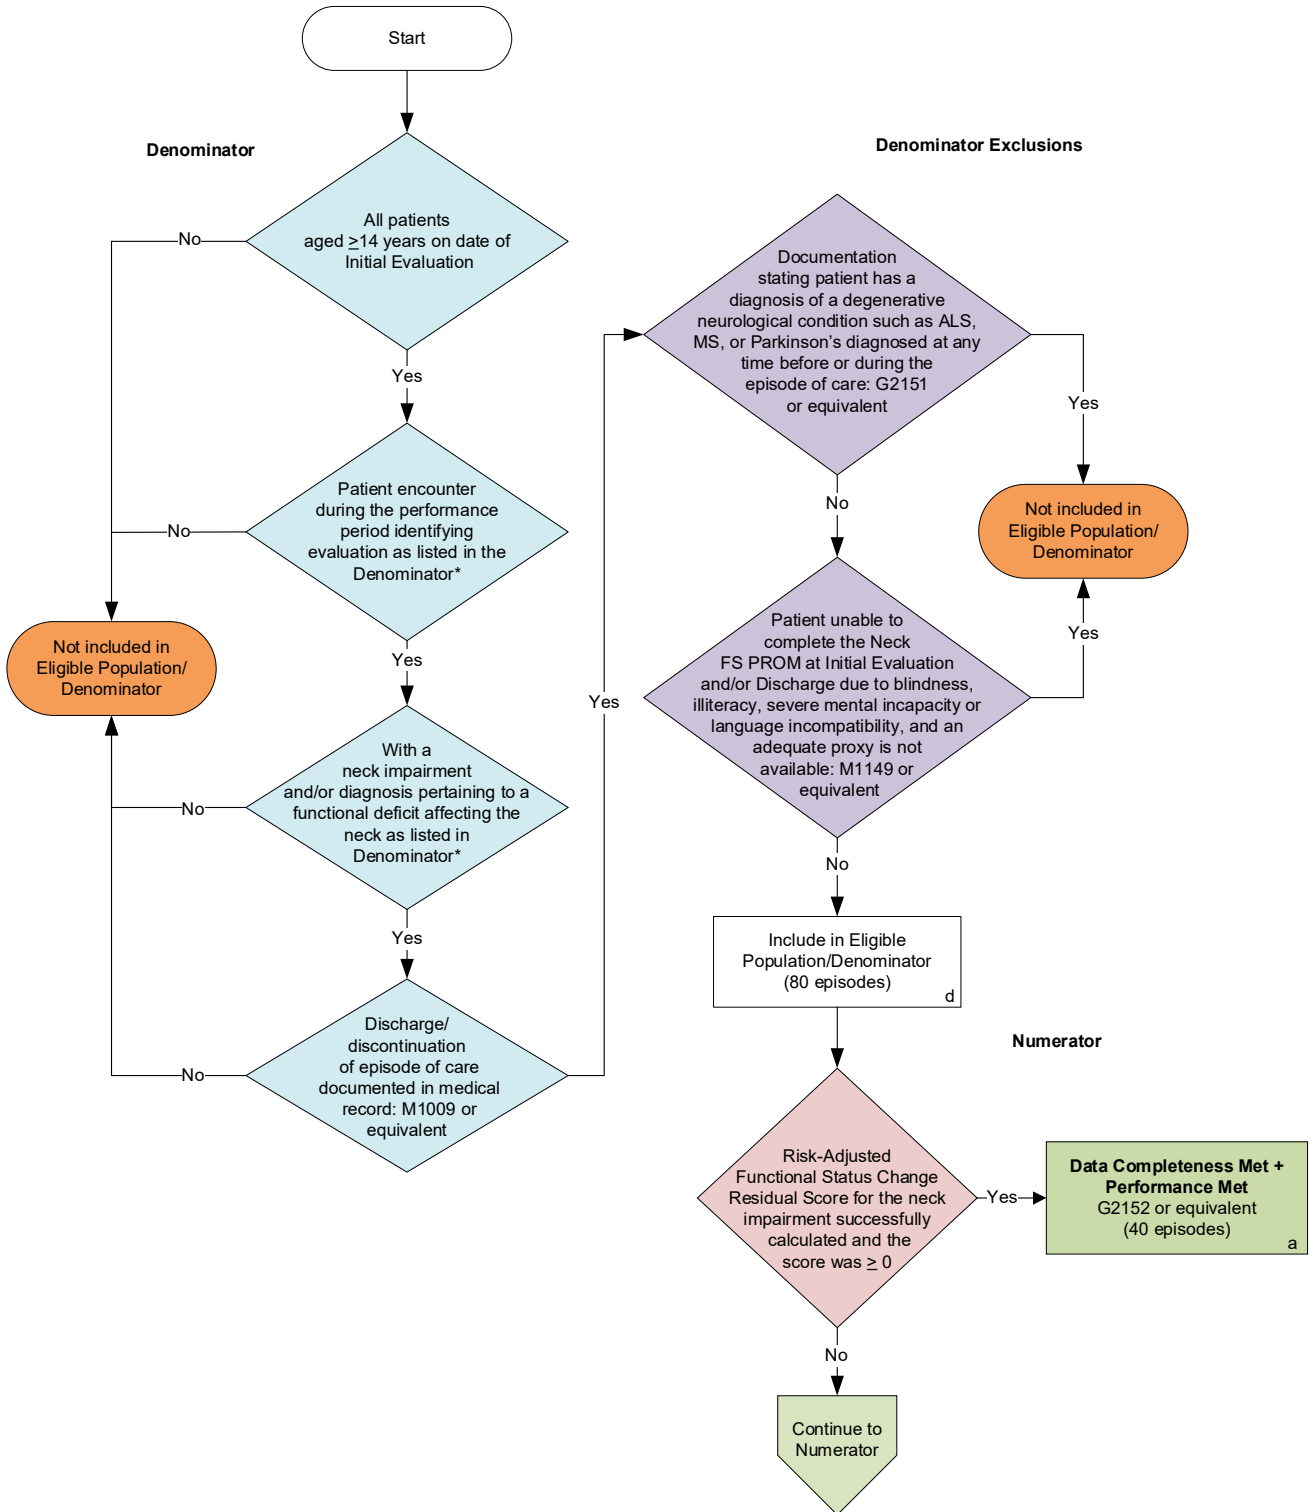 Start
Denominator
All patients
aged ≥14 years on date of
Initial Evaluation
No
Yes
Patient encounter
during the performance
period identifying
evaluation as listed in the
Denominator*
No
Yes
Not included in
Eligible Population/
Denominator
With a
neck impairment
and/or diagnosis pertaining to a
functional deficit affecting the
neck as listed in
Denominator*
No
Yes
Discharge/
discontinuation
of episode of care
documented in medical
record: M1009 or
equivalent
No
Yes
Denominator Exclusions
Documentation
stating patient has a
diagnosis of a degenerative
neurological condition such as ALS,
MS, or Parkinson’s diagnosed at any
time before or during the
episode of care: G2151
or equivalent
Yes
No
Not included in
Eligible Population/
Denominator
Patient unable to
complete the Neck
FS PROM at Initial Evaluation
and/or Discharge due to blindness,
illiteracy, severe mental incapacity or
language incompatibility, and an
adequate proxy is not
available: M1149 or
equivalent
Yes
No
Include in Eligible
Population/Denominator
(80 episodes)
d
Numerator
Risk-Adjusted
Functional Status Change
Residual Score for the neck
impairment successfully
calculated and the
score was ≥ 0
Yes
Data Completeness Met +
Performance Met
G2152 or equivalent
(40 episodes)
a
No
Continue to
Numerator